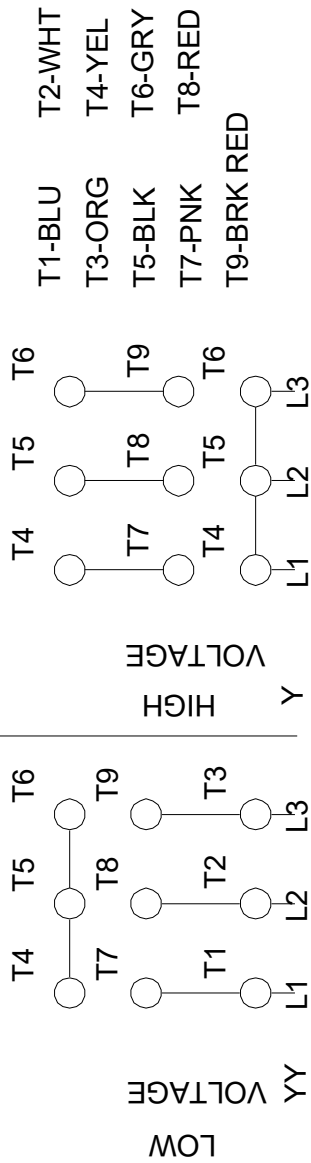 LOW
VOLTAGE
YY
T4 T5 T6
T7 T8 T9
T1 T2 T3
L1 L2 L3
HIGH
VOLTAGE
Y
T4 T5 T6
T7 T8 T9
T4 T5 T6
L1 L2 L3
T1-BLU T2-WHT
T3-ORG T4-YEL
T5-BLK T6-GRY
T7-PNK T8-RED
T9-BRK RED